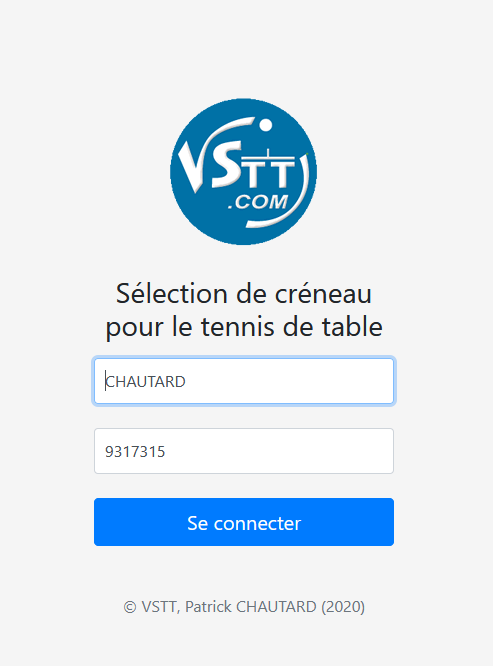 VSTT
.COM
Sélection de créneau
pour le tennis de table
CHAUTARD
9317315
Se connecter
© VSTT, Patrick CHAUTARD (2020)